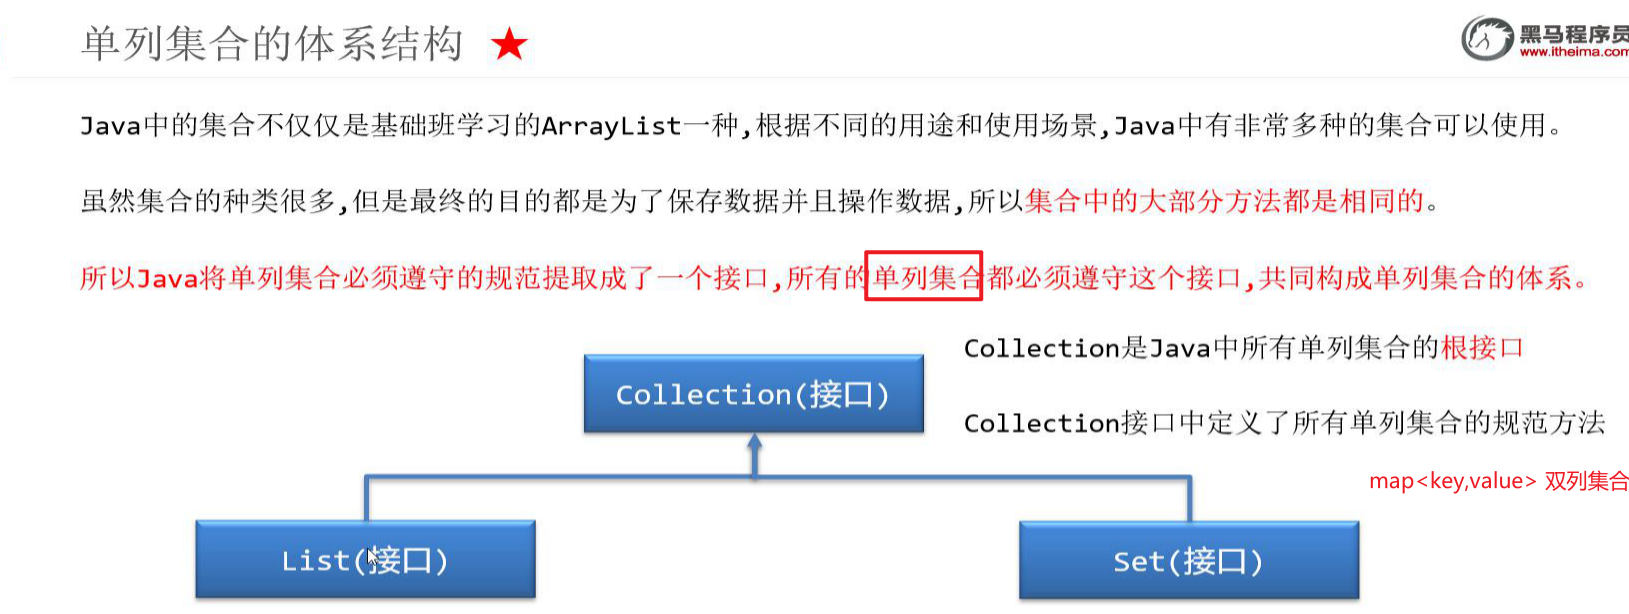 单列集合的体系结构
黑马程序员
www.itheima.com
Java中的集合不仅仅是基础班学习的ArrayList一种,根据不同的用途和使用场景,Java中有非常多种的集合可以使用。
虽然集合的种类很多,但是最终的目的都是为了保存数据并且操作数据,所以集合中的大部分方法都是相同的。
所以Java将单列集合必须遵守的规范提取成了一个接口,所有的单列集合都必须遵守这个接口,共同构成单列集合的体系。
Collection是Java中所有单列集合的根接口
Collection(接口)
Collection接口中定义了所有单列集合的规范方法
map<key,value> 双列集合
List(接口)
Set(接口)